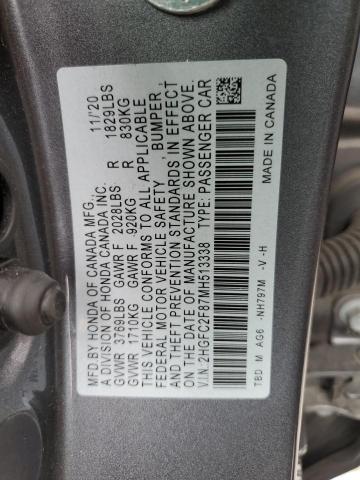 MFD.BY HONDA OF CANADA MFG., 11/'20
A DIVISION OF HONDA CANADA INC.
GVWR 3769LBS GAWR F 2028LBS R 1829LBS
GVWR 1710KG GAWR F 920KG R 830KG
THIS VEHICLE CONFORMS TO ALL APPLICABLE
FEDERAL MOTOR VEHICLE SAFETY, BUMPER,
AND THEFT PREVENTION STANDARDS IN EFFECT
ON THE DATE OF MANUFACTURE SHOWN ABOVE.
V.I.N.:2HGFC2F87MH513338 TYPE: PASSENGER CAR
TBD M AG6 -NH797M -V -H MADE IN CANADA